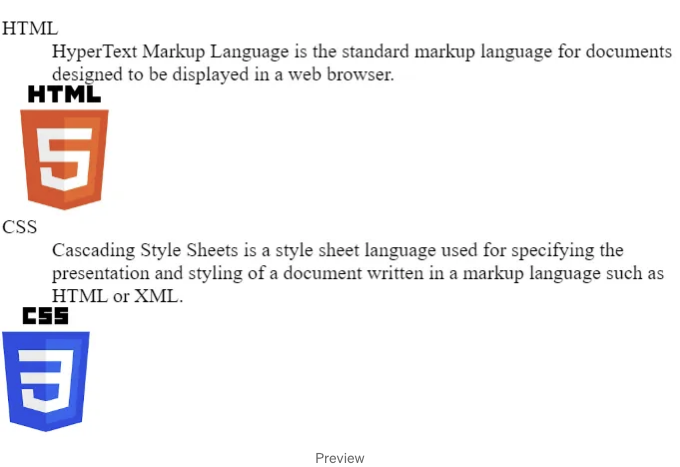 HTML
HyperText Markup Language is the standard markup language for documents
designed to be displayed in a web browser.
HTML
5
CSS
Cascading Style Sheets is a style sheet language used for specifying the
presentation and styling of a document written in a markup language such as
HTML or XML.
CSS
3
Preview